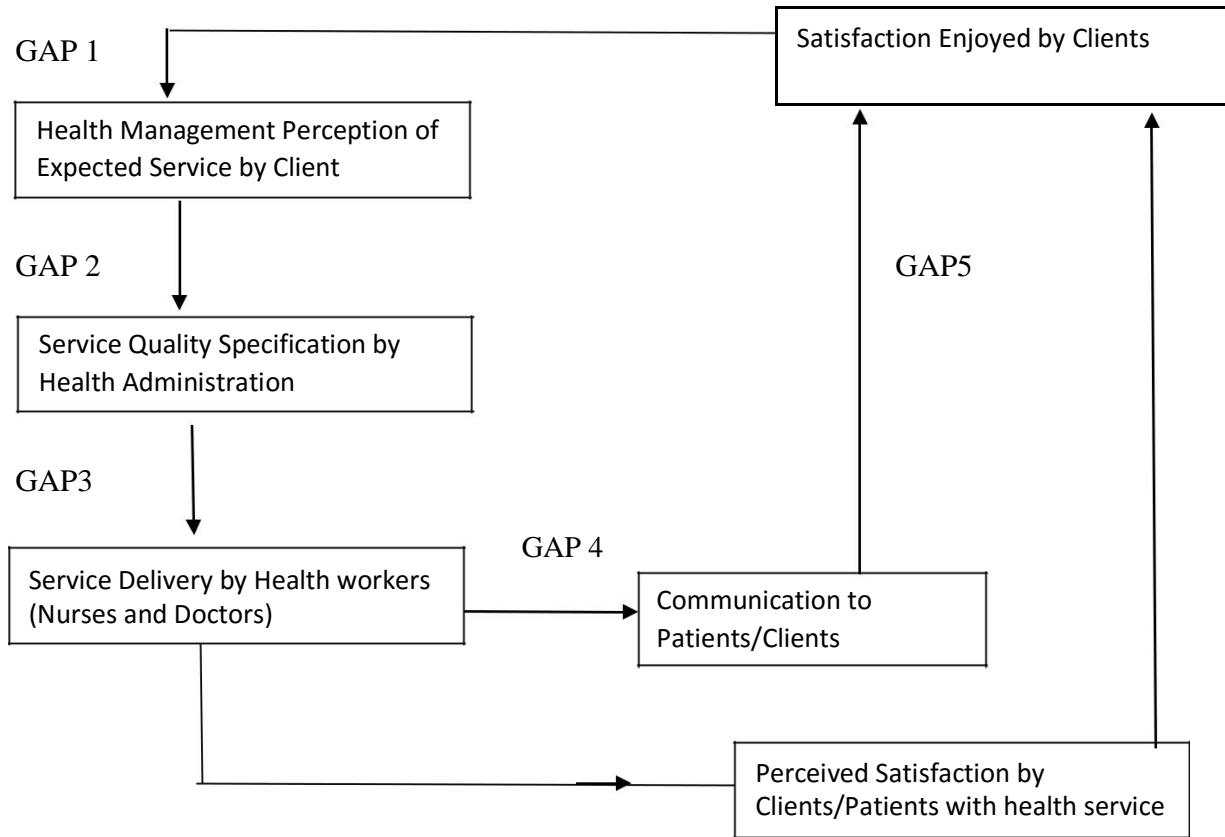 Satisfaction Enjoyed by Clients
GAP 1
Health Management Perception of
Expected Service by Client
GAP 2
GAP5
Service Quality Specification by
Health Administration
GAP3
GAP 4
Service Delivery by Health workers
(Nurses and Doctors)
Communication to
Patients/Clients
Perceived Satisfaction by
Clients/Patients with health service